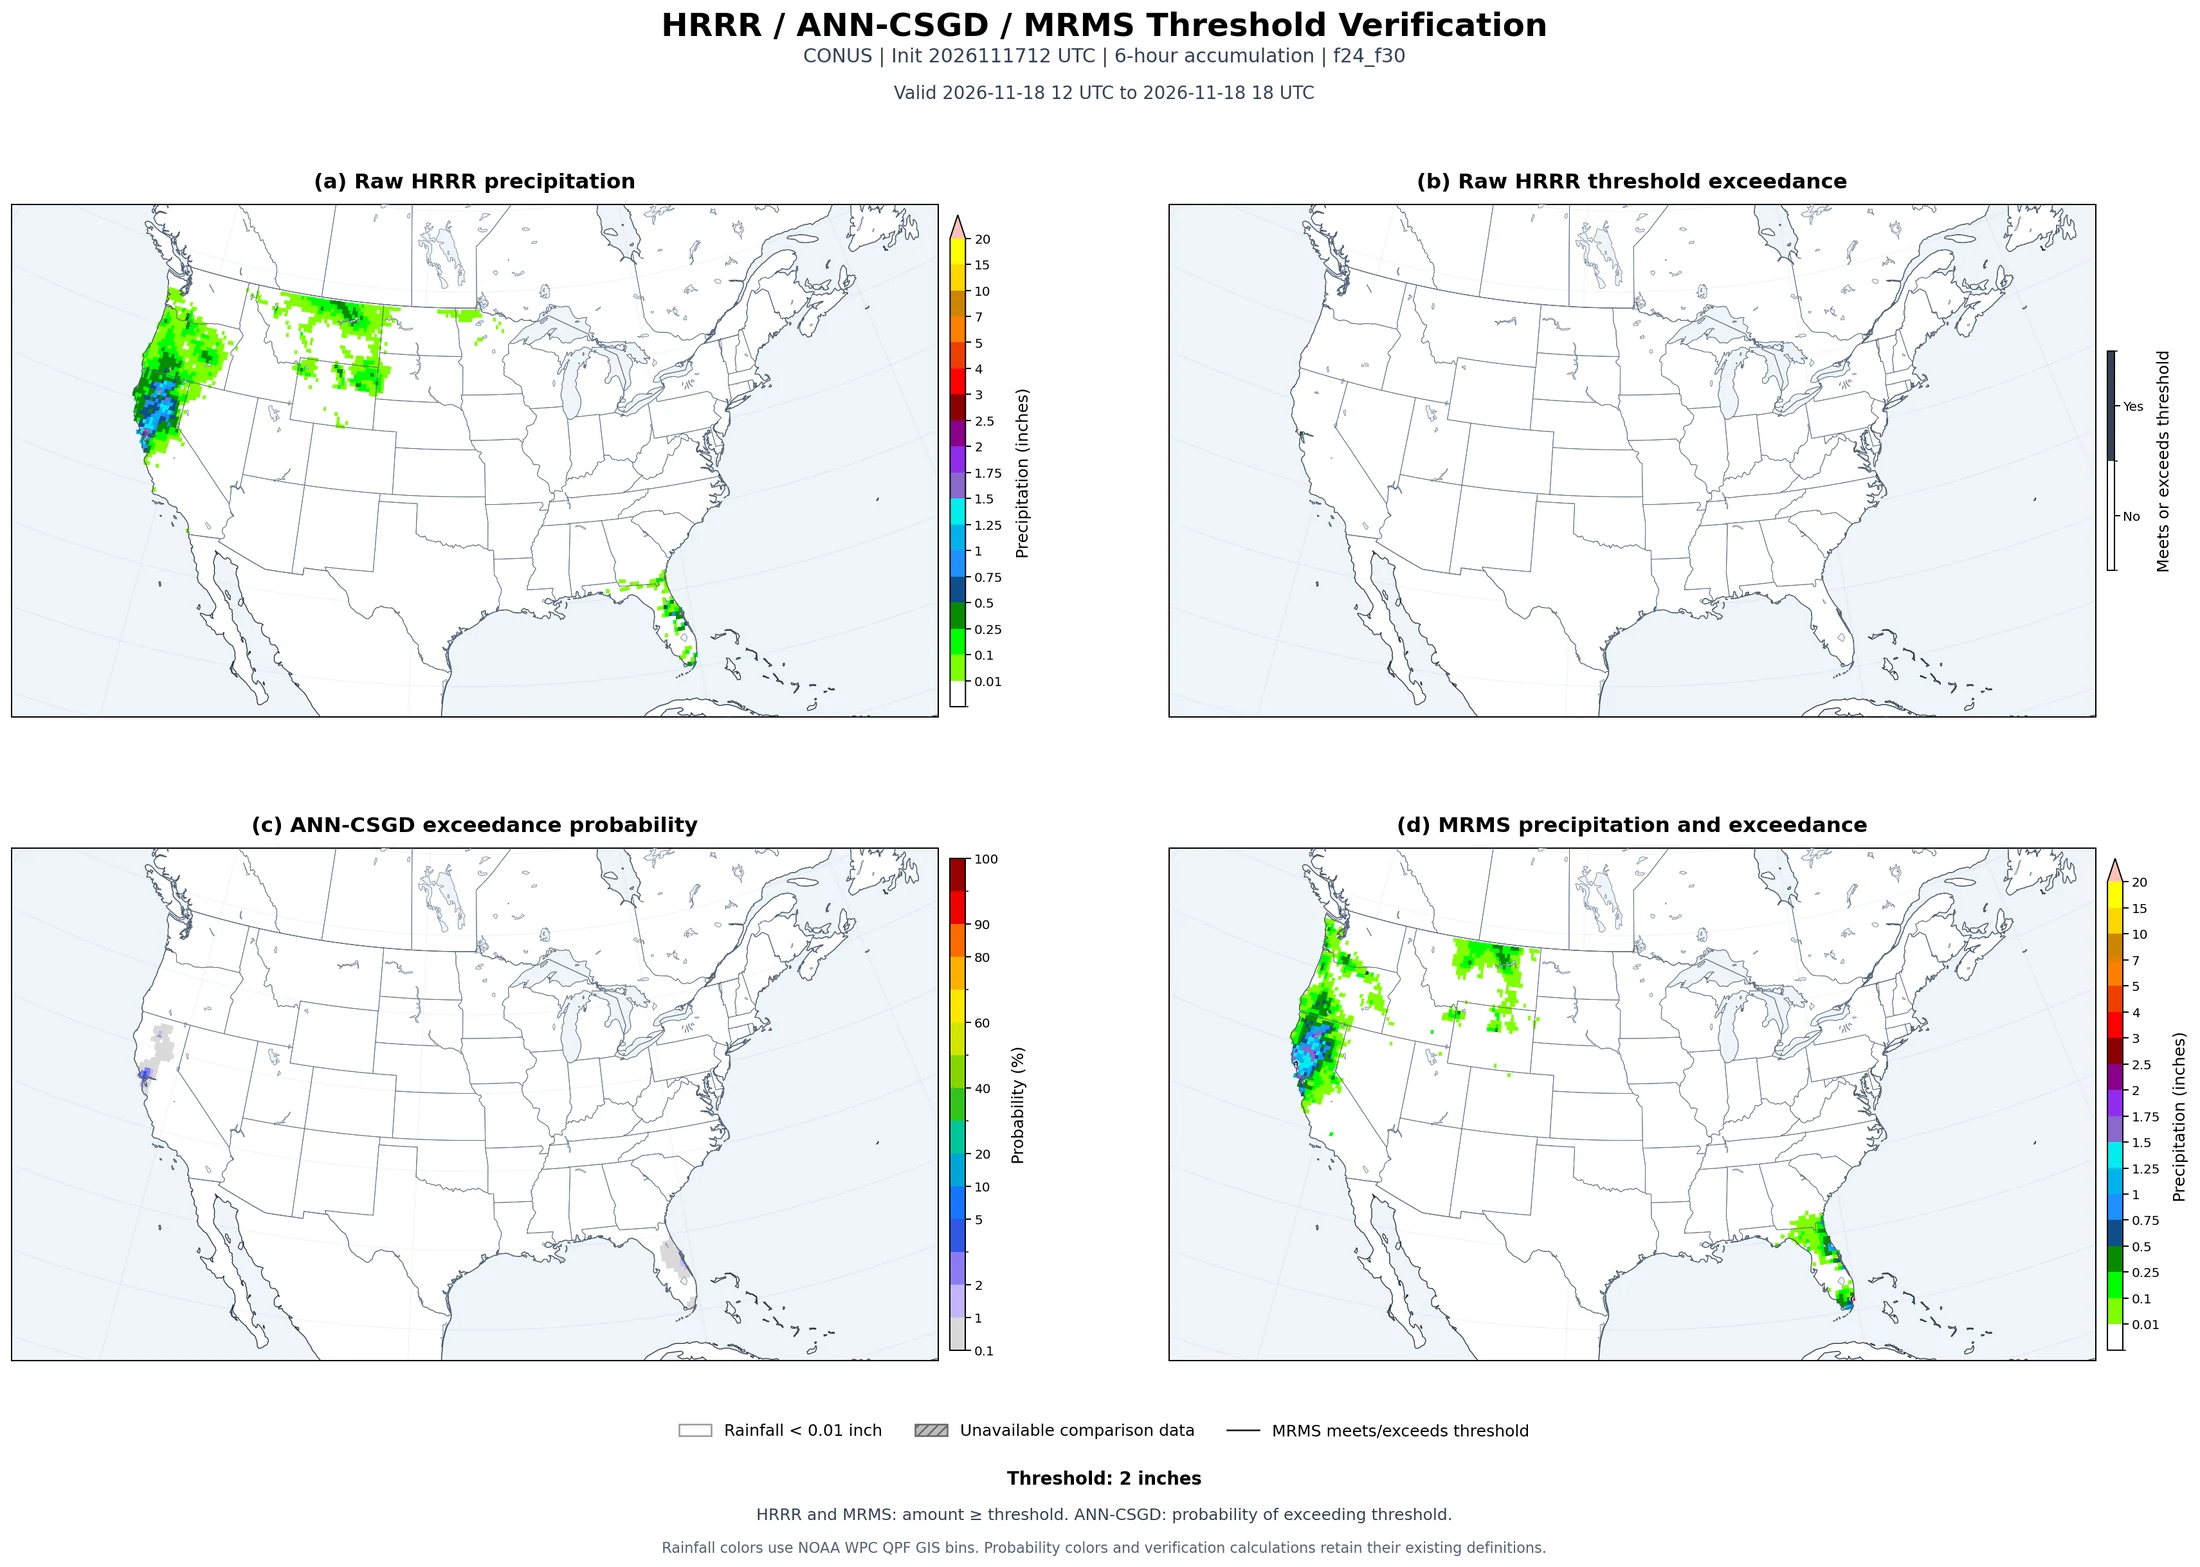 HRRR / ANN-CSGD / MRMS Threshold Verification
CONUS | Init 2026111712 UTC | 6-hour accumulation | f24_f30
Valid 2026-11-18 12 UTC to 2026-11-18 18 UTC
(a) Raw HRRR precipitation
20
15
10
7
5
4
3
2.5
2
1.75
1.5
1.25
1
0.75
0.5
0.25
0.1
0.01
Precipitation (inches)
(b) Raw HRRR threshold exceedance
Yes
No
Meets or exceeds threshold
(c) ANN-CSGD exceedance probability
100
90
80
60
40
20
10
5
2
1
0.1
Probability (%)
(d) MRMS precipitation and exceedance
20
15
10
7
5
4
3
2.5
2
1.75
1.5
1.25
1
0.75
0.5
0.25
0.1
0.01
Precipitation (inches)
Rainfall < 0.01 inch
Unavailable comparison data
MRMS meets/exceeds threshold
Threshold: 2 inches
HRRR and MRMS: amount ≥ threshold. ANN-CSGD: probability of exceeding threshold.
Rainfall colors use NOAA WPC QPF GIS bins. Probability colors and verification calculations retain their existing definitions.